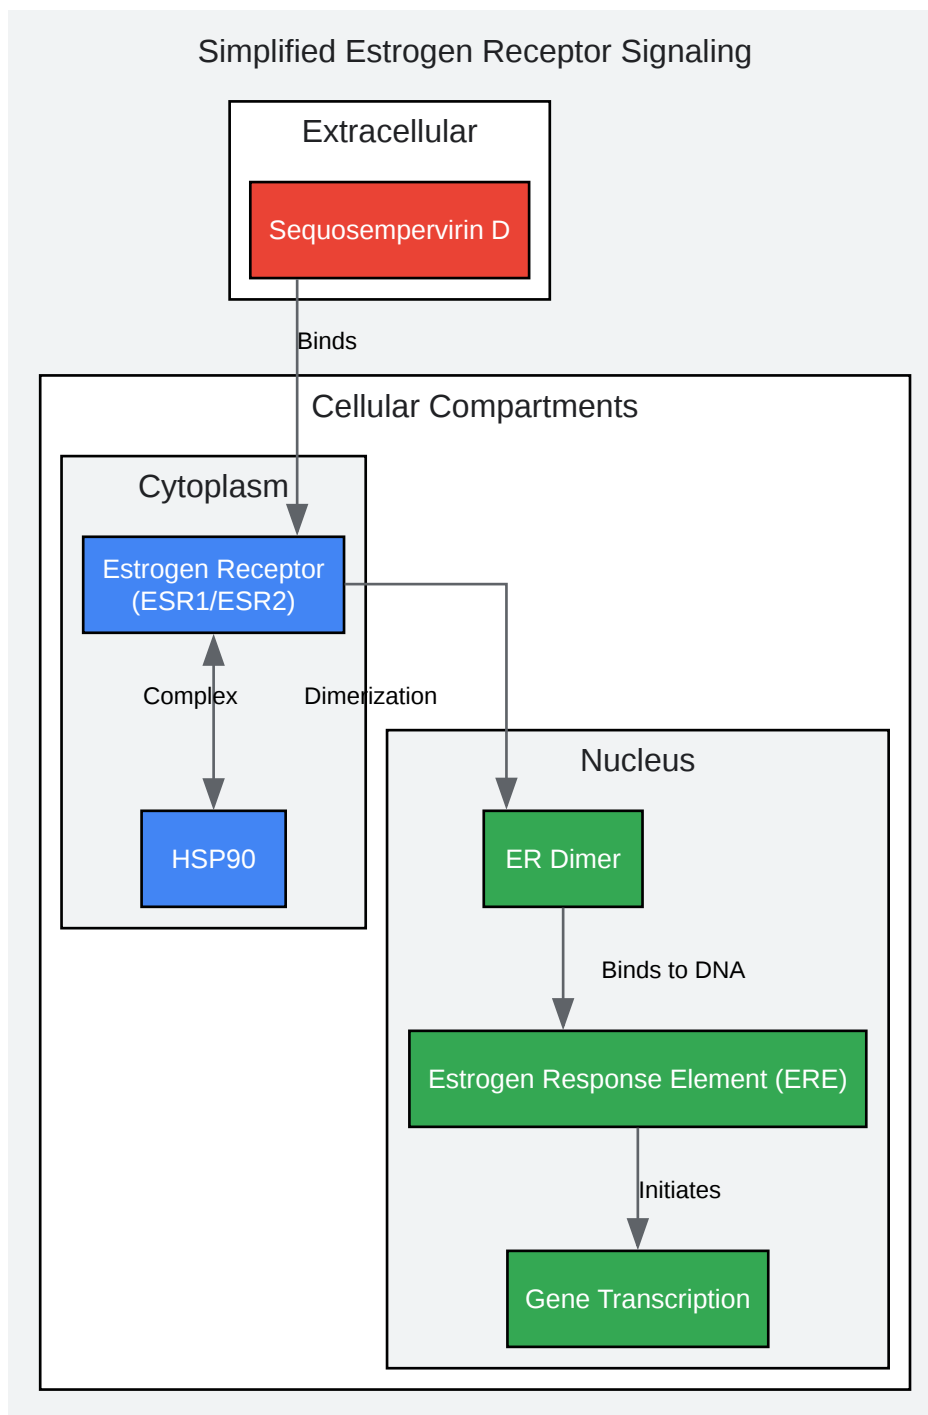 Simplified Estrogen Receptor Signaling
Extracellular
Sequosempervirin D
Binds
Cellular Compartments
Cytoplasm
Estrogen Receptor
(ESR1/ESR2)
Complex
Dimerization
HSP90
Nucleus
ER Dimer
Binds to DNA
Estrogen Response Element (ERE)
Initiates
Gene Transcription